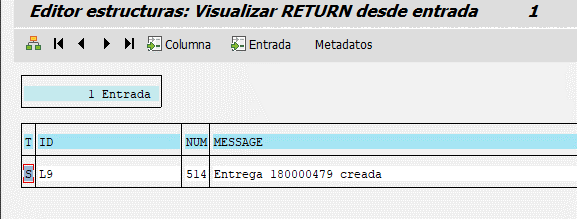 Editor estructuras: Visualizar RETURN desde entrada 1
Columna Entrada Metadatos
1 Entrada
T ID NUM MESSAGE
S L9 514 Entrega 180000479 creada